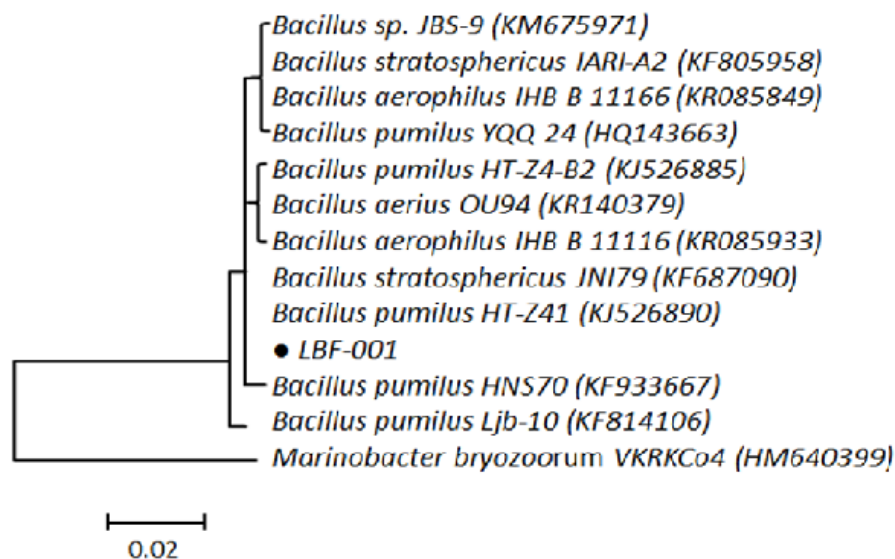 Bacillus sp. JBS-9 (KM675971)
Bacillus stratosphericus IARI-A2 (KF805958)
Bacillus aerophilus IHB B 11166 (KR085849)
Bacillus pumilus YQQ 24 (HQ143663)
Bacillus pumilus HT-Z4-B2 (KJ526885)
Bacillus aerius OU94 (KR140379)
Bacillus aerophilus IHB B 11116 (KR085933)
Bacillus stratosphericus JNI79 (KF687090)
Bacillus pumilus HT-Z41 (KJ526890)
● LBF-001
Bacillus pumilus HNS70 (KF933667)
Bacillus pumilus Ljb-10 (KF814106)
Marinobacter bryozoorum VKRKCo4 (HM640399)
0.02